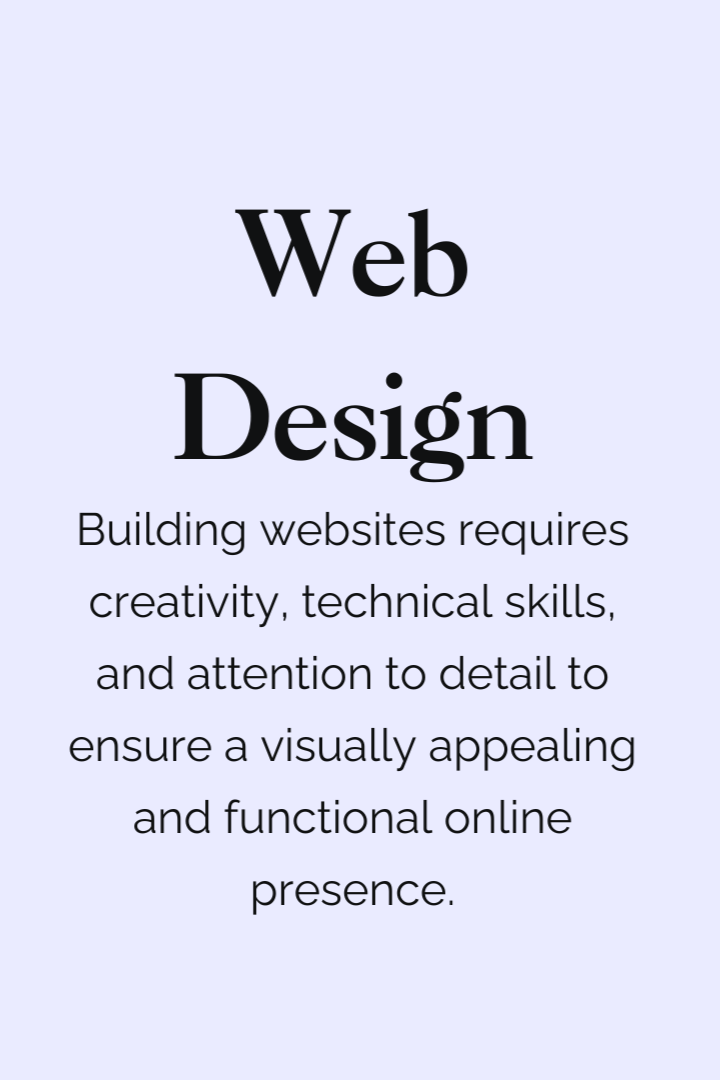 Web
Design
Building websites requires
creativity, technical skills,
and attention to detail to
ensure a visually appealing
and functional online
presence.